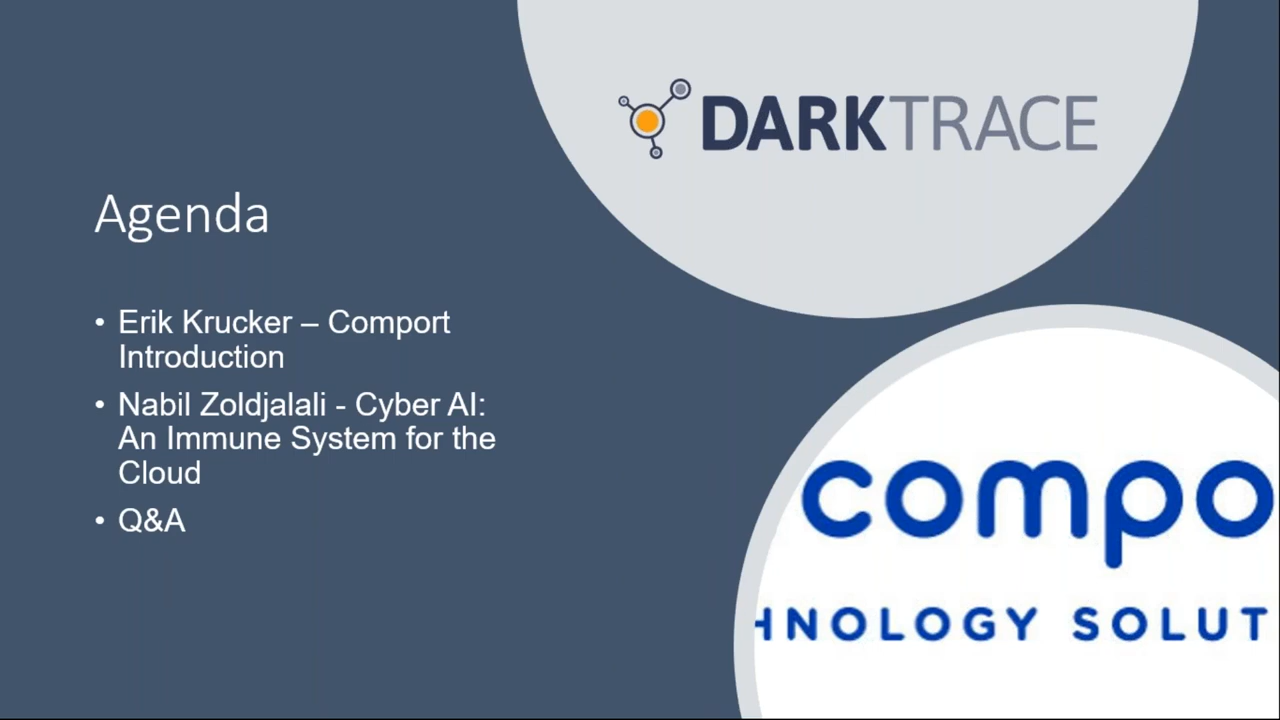 DARKTRACE
Agenda
• Erik Krucker – Comport
Introduction
• Nabil Zoldjalali - Cyber AI:
An Immune System for the
Cloud
• Q&A
compo
HNOLOGY SOLUT